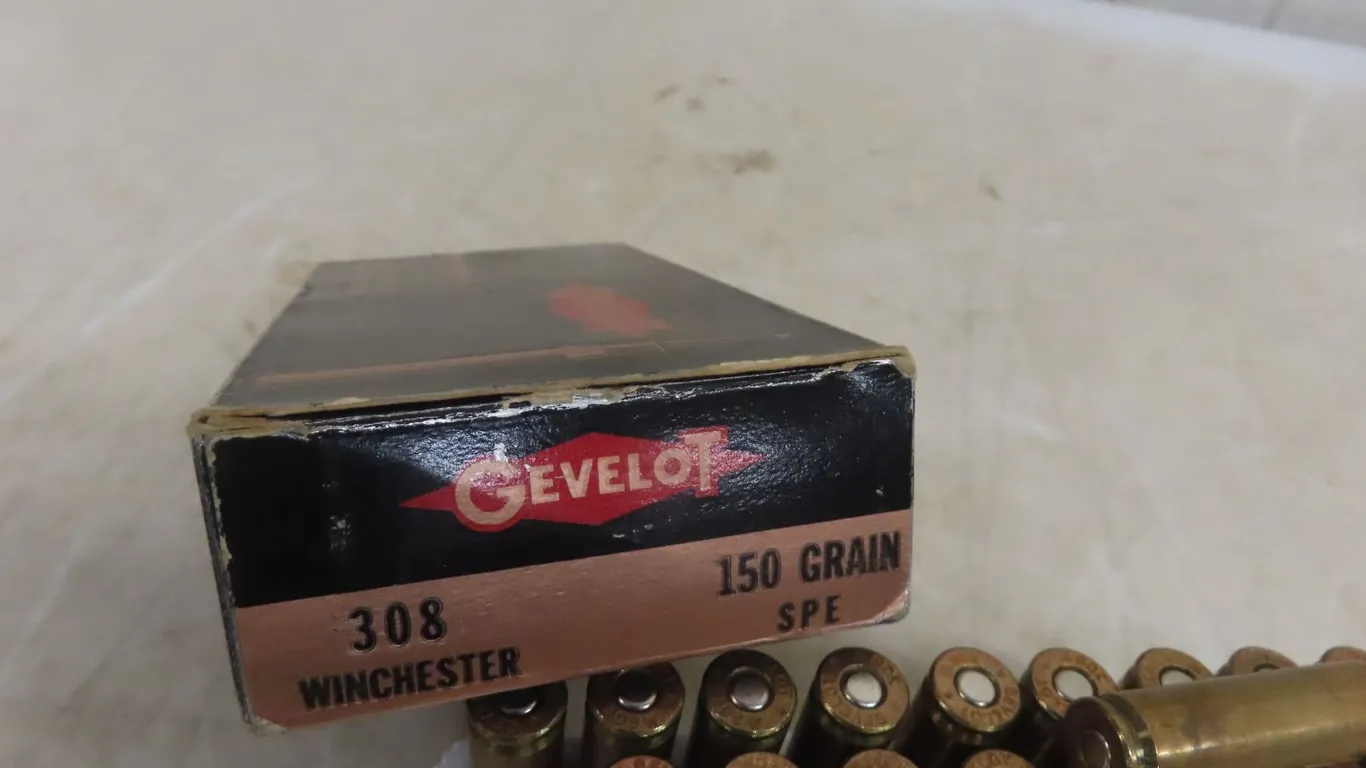 GEVELOT
308
WINCHESTER
150 GRAIN
SPE